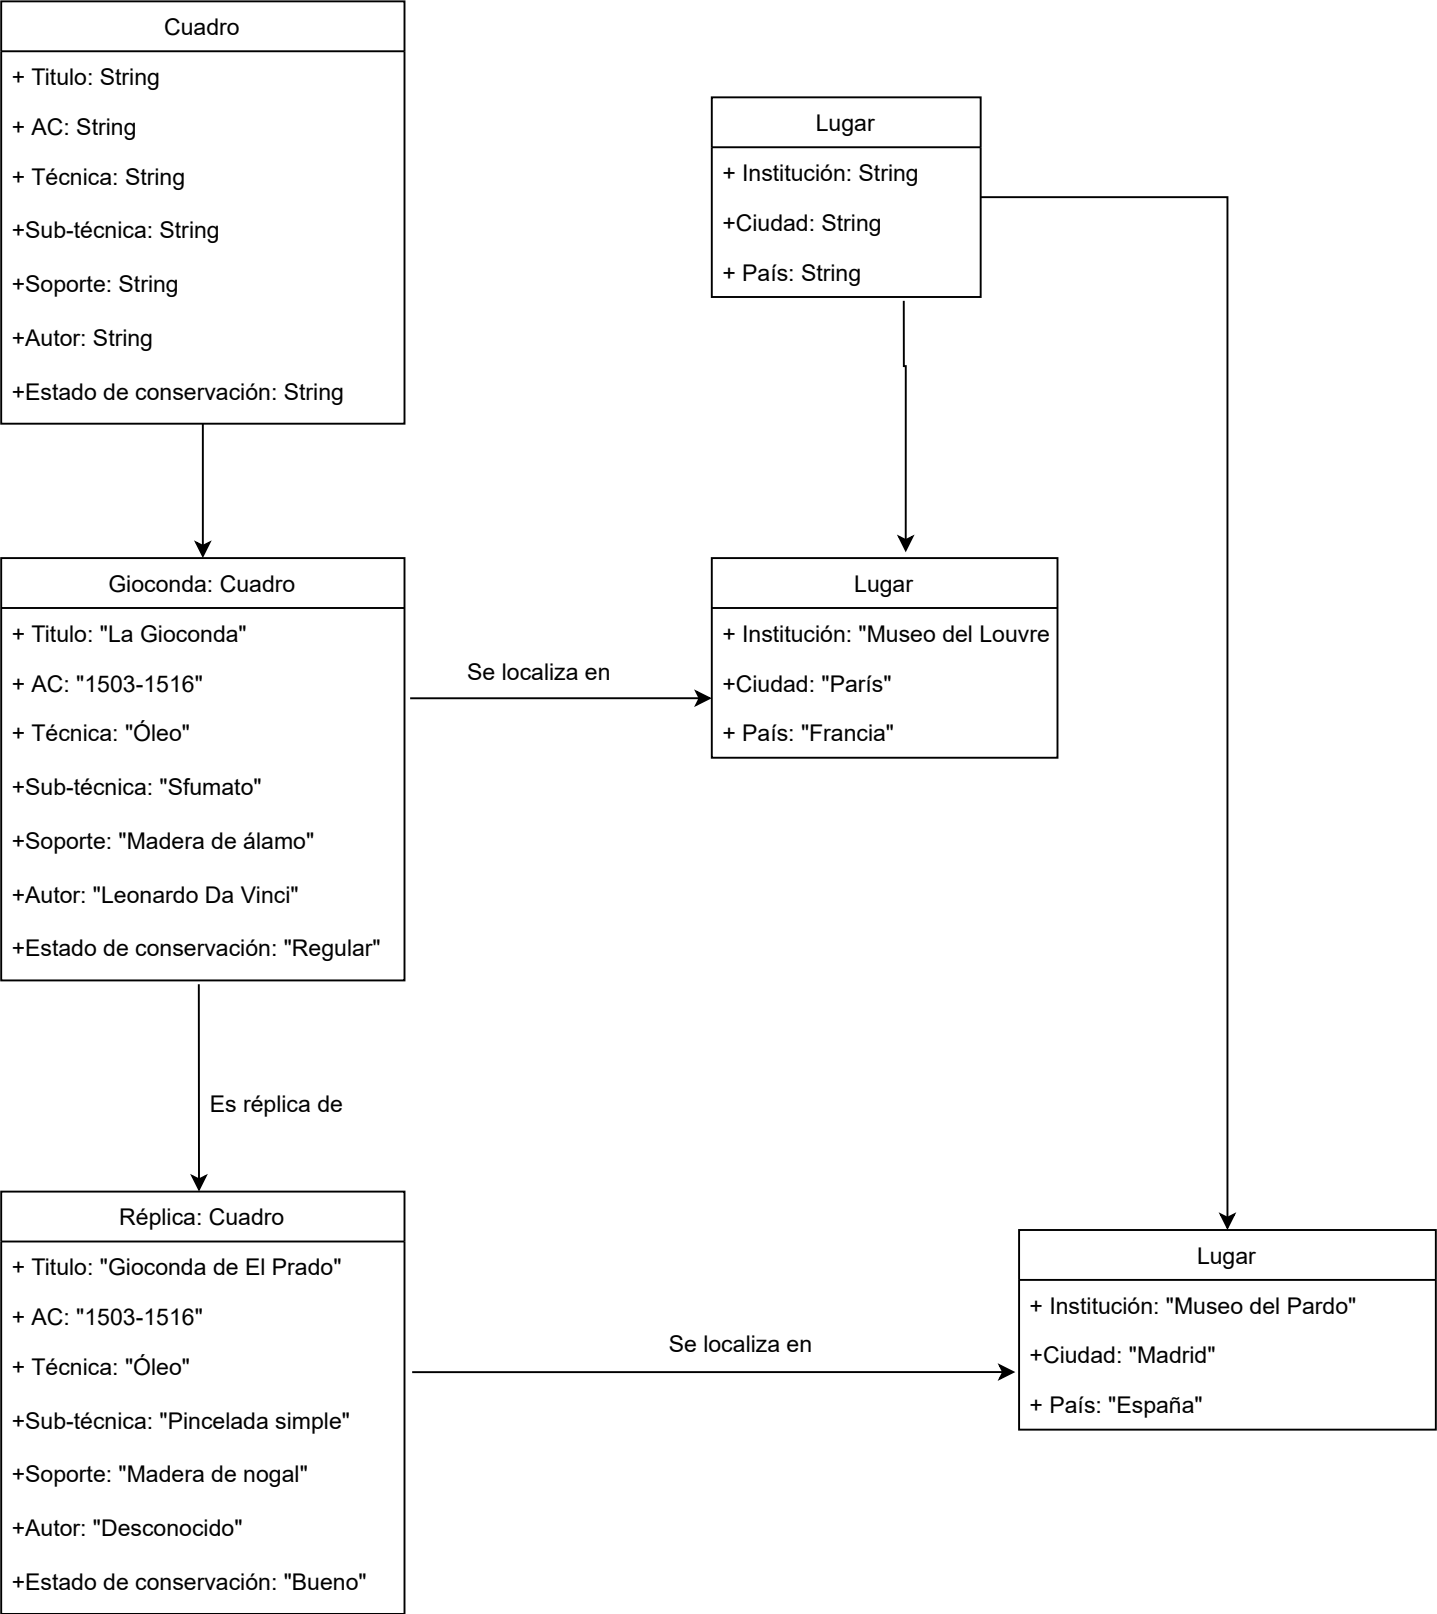 Cuadro
+ Titulo: String
+ AC: String
+ Técnica: String
+Sub-técnica: String
+Soporte: String
+Autor: String
+Estado de conservación: String
Lugar
+ Institución: String
+Ciudad: String
+ País: String
Gioconda: Cuadro
+ Titulo: "La Gioconda"
+ AC: "1503-1516"
+ Técnica: "Óleo"
+Sub-técnica: "Sfumato"
+Soporte: "Madera de álamo"
+Autor: "Leonardo Da Vinci"
+Estado de conservación: "Regular"
Se localiza en
Lugar
+ Institución: "Museo del Louvre
+Ciudad: "París"
+ País: "Francia"
Es réplica de
Réplica: Cuadro
+ Titulo: "Gioconda de El Prado"
+ AC: "1503-1516"
+ Técnica: "Óleo"
+Sub-técnica: "Pincelada simple"
+Soporte: "Madera de nogal"
+Autor: "Desconocido"
+Estado de conservación: "Bueno"
Se localiza en
Lugar
+ Institución: "Museo del Pardo"
+Ciudad: "Madrid"
+ País: "España"